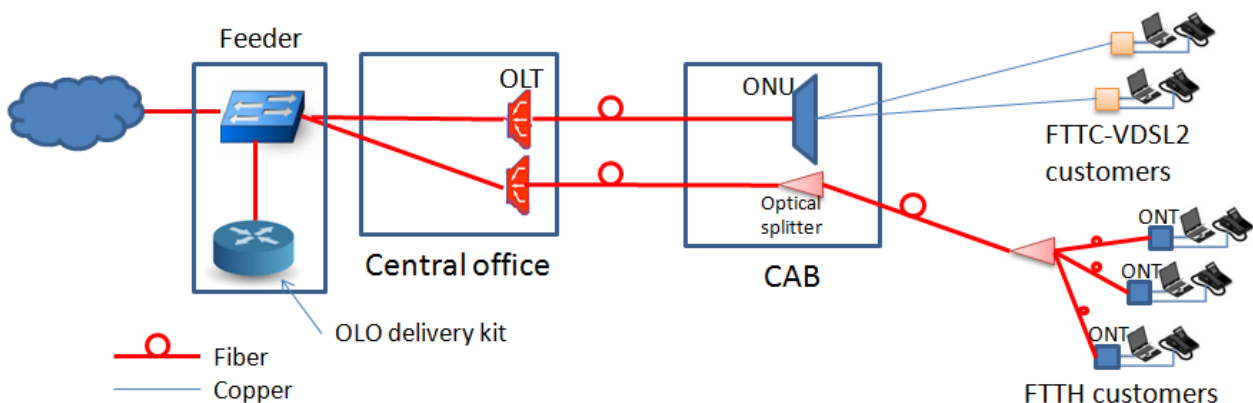 Feeder
OLT
ONU
FTTC-VDSL2
customers
Optical
splitter
Central office
CAB
ONT
ONT
ONT
OLO delivery kit
Fiber
Copper
FTTH customers